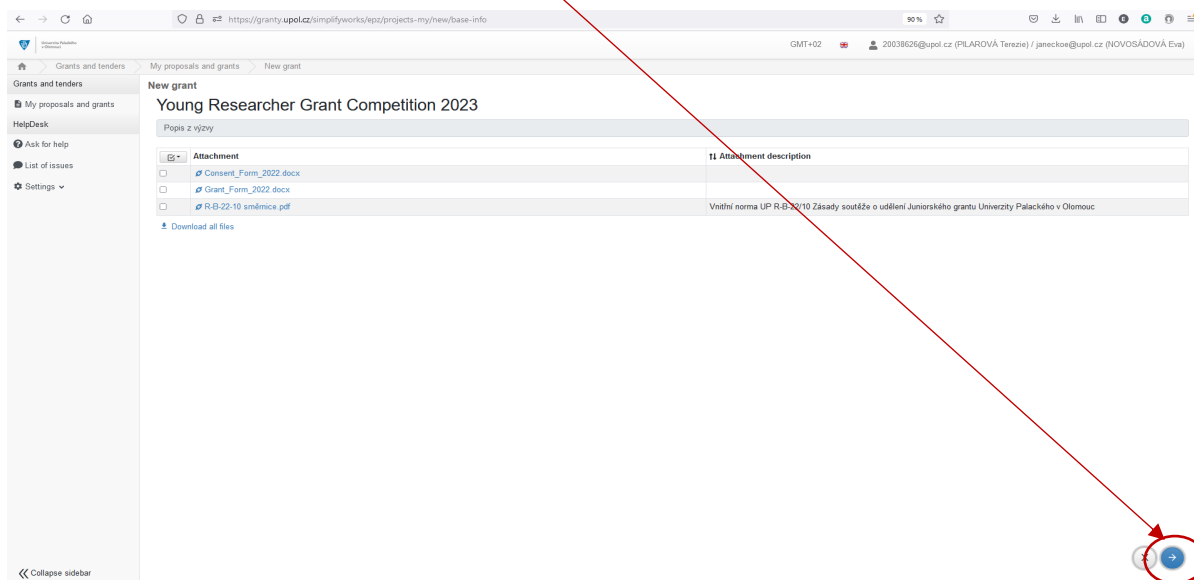 https://granty.upol.cz/simplifyworks/epz/projects-my/new/base-info
90 %
Univerzita Palackého
v Olomouci
GMT+02
20038626@upol.cz (PILAROVÁ Terezie) / janeckoe@upol.cz (NOVOSÁDOVÁ Eva)
Grants and tenders
My proposals and grants
New grant
Grants and tenders
My proposals and grants
HelpDesk
Ask for help
List of issues
Settings
New grant
Young Researcher Grant Competition 2023
Popis z výzvy
Attachment
Attachment description
Consent_Form_2022.docx
Grant_Form_2022.docx
R-B-22-10 směrnice.pdf
Vnitřní norma UP R-B-22/10 Zásady soutěže o udělení Juniorského grantu Univerzity Palackého v Olomouc
Download all files
Collapse sidebar